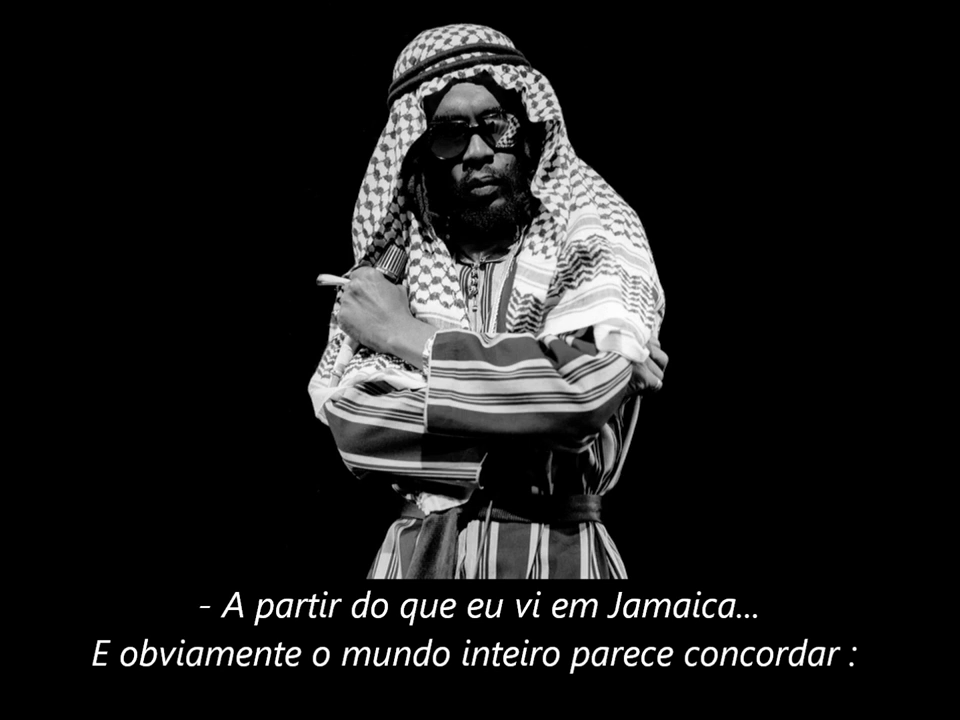 - A partir do que eu vi em Jamaica...
E obviamente o mundo inteiro parece concordar :